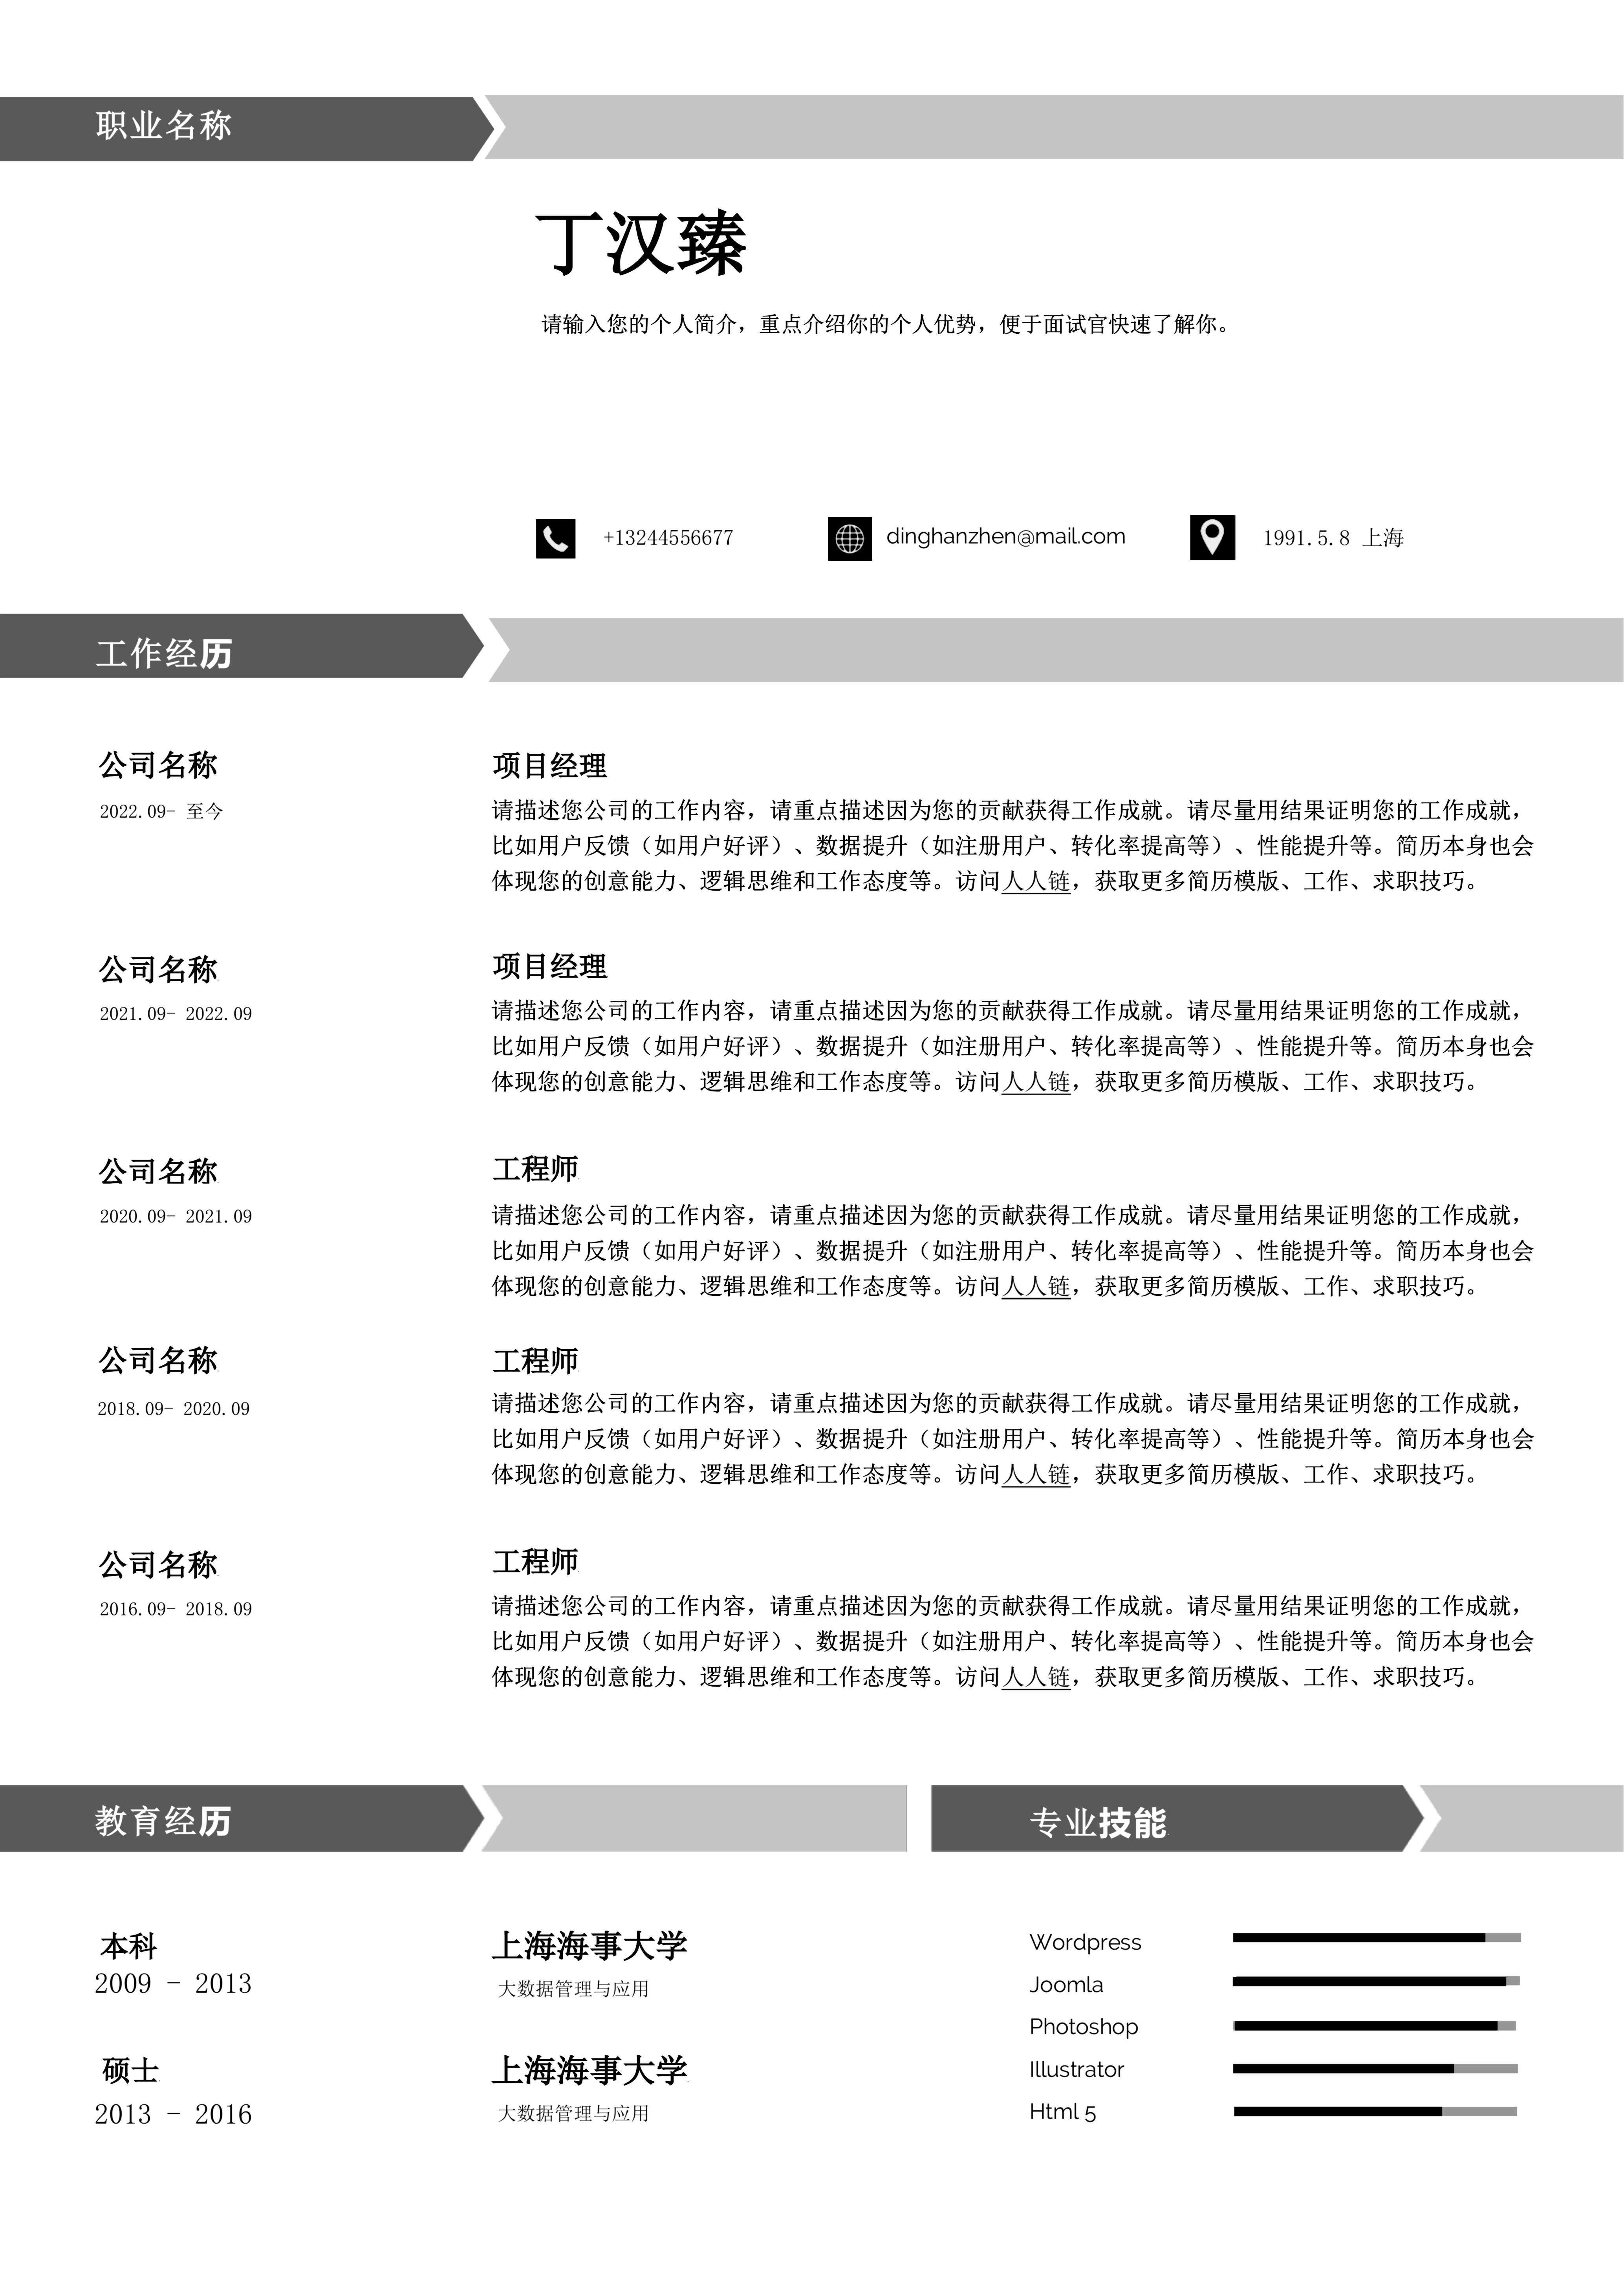 职业名称
丁汉臻
请输入您的个人简介，重点介绍你的个人优势，便于面试官快速了解你。
+13244556677
dinghanzhen@mail.com
1991.5.8 上海
工作经历
公司名称
2022.09- 至今
项目经理
请描述您公司的工作内容，请重点描述因为您的贡献获得工作成就。请尽量用结果证明您的工作成就，
比如用户反馈（如用户好评）、数据提升（如注册用户、转化率提高等）、性能提升等。简历本身也会
体现您的创意能力、逻辑思维和工作态度等。访问人人链，获取更多简历模版、工作、求职技巧。
公司名称
2021.09- 2022.09
项目经理
请描述您公司的工作内容，请重点描述因为您的贡献获得工作成就。请尽量用结果证明您的工作成就，
比如用户反馈（如用户好评）、数据提升（如注册用户、转化率提高等）、性能提升等。简历本身也会
体现您的创意能力、逻辑思维和工作态度等。访问人人链，获取更多简历模版、工作、求职技巧。
公司名称
2020.09- 2021.09
工程师
请描述您公司的工作内容，请重点描述因为您的贡献获得工作成就。请尽量用结果证明您的工作成就，
比如用户反馈（如用户好评）、数据提升（如注册用户、转化率提高等）、性能提升等。简历本身也会
体现您的创意能力、逻辑思维和工作态度等。访问人人链，获取更多简历模版、工作、求职技巧。
公司名称
2018.09- 2020.09
工程师
请描述您公司的工作内容，请重点描述因为您的贡献获得工作成就。请尽量用结果证明您的工作成就，
比如用户反馈（如用户好评）、数据提升（如注册用户、转化率提高等）、性能提升等。简历本身也会
体现您的创意能力、逻辑思维和工作态度等。访问人人链，获取更多简历模版、工作、求职技巧。
公司名称
2016.09- 2018.09
工程师
请描述您公司的工作内容，请重点描述因为您的贡献获得工作成就。请尽量用结果证明您的工作成就，
比如用户反馈（如用户好评）、数据提升（如注册用户、转化率提高等）、性能提升等。简历本身也会
体现您的创意能力、逻辑思维和工作态度等。访问人人链，获取更多简历模版、工作、求职技巧。
教育经历
本科
2009 - 2013
上海海事大学
大数据管理与应用
硕士
2013 - 2016
上海海事大学
大数据管理与应用
专业技能
Wordpress
Joomla
Photoshop
Illustrator
Html 5